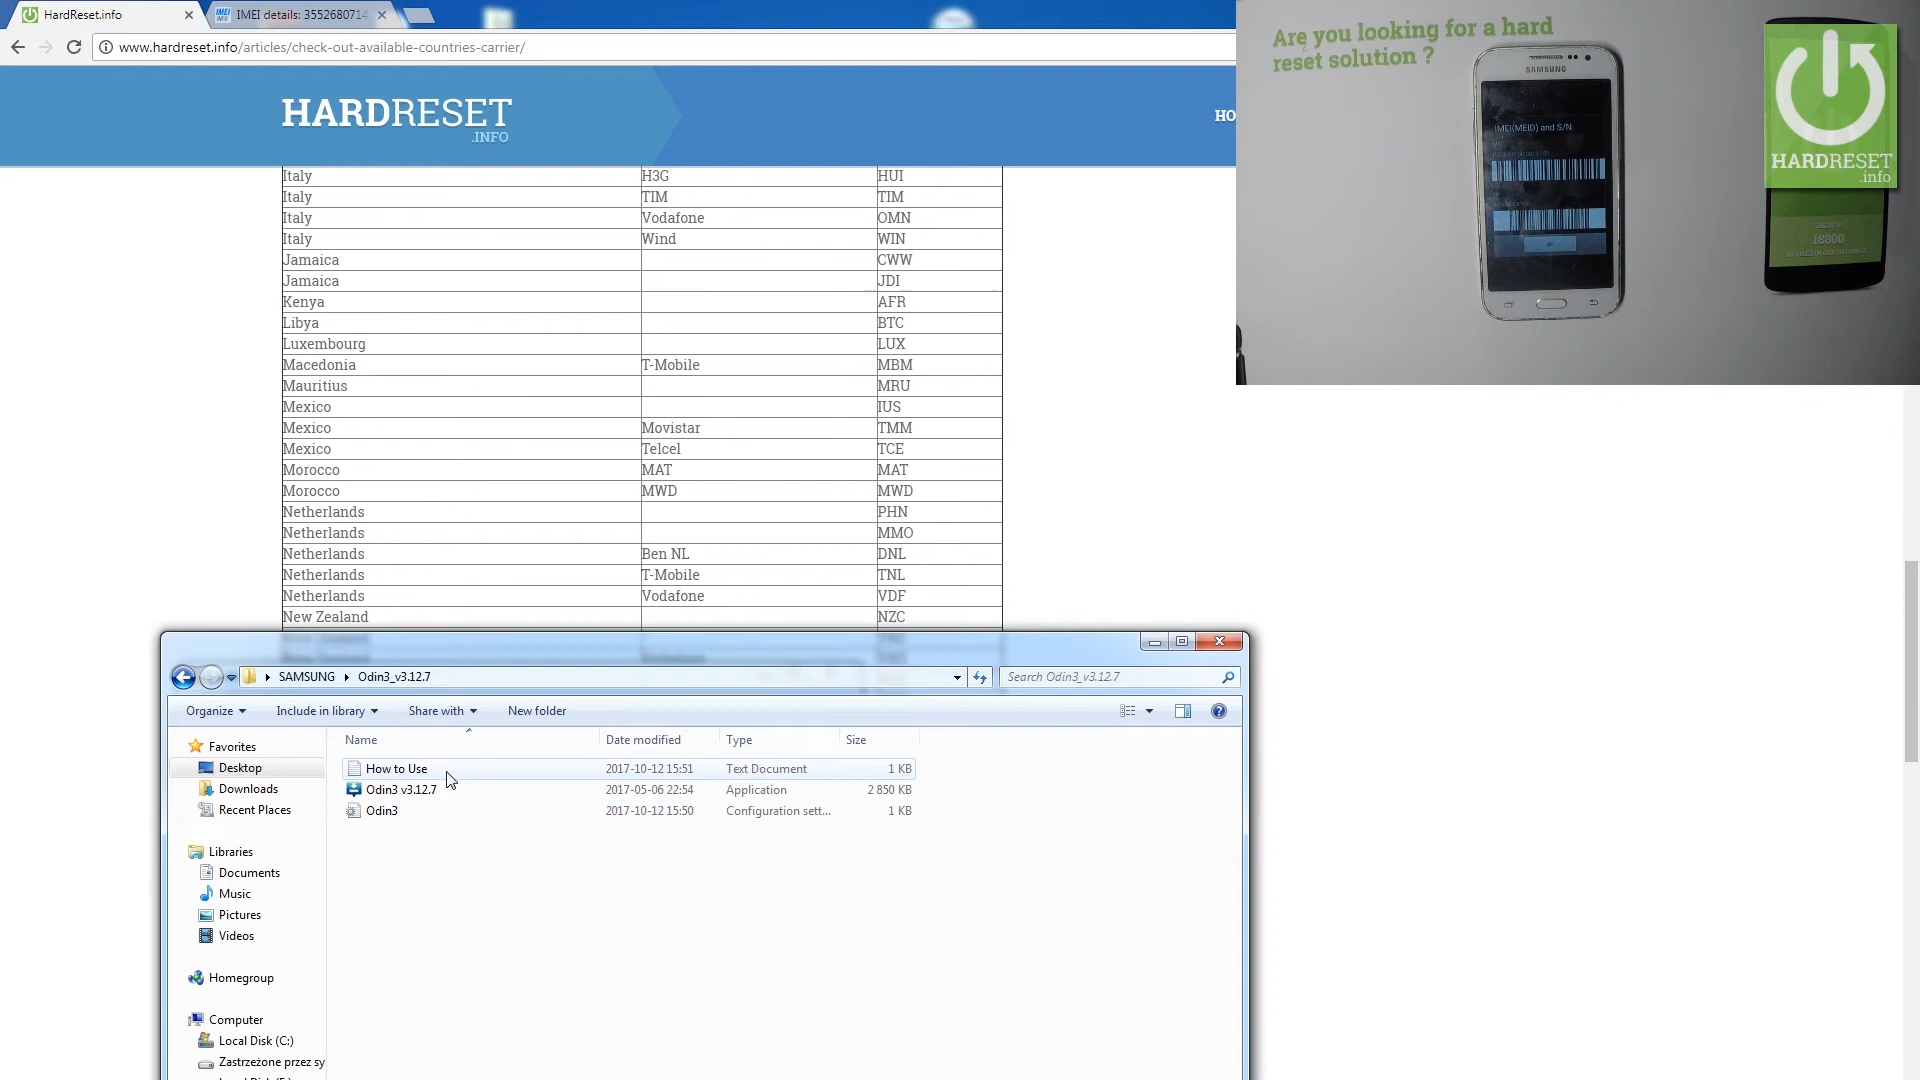 HardReset.info
IMEI details: 3552680714
www.hardreset.info/articles/check-out-available-countries-carrier/
HARDRESET
.INFO
HO
Italy H3G HUI
Italy TIM TIM
Italy Vodafone OMN
Italy Wind WIN
Jamaica CWW
Jamaica JDI
Kenya AFR
Libya BTC
Luxembourg LUX
Macedonia T-Mobile MBM
Mauritius MRU
Mexico IUS
Mexico Movistar TMM
Mexico Telcel TCE
Morocco MAT MAT
Morocco MWD MWD
Netherlands PHN
Netherlands MMO
Netherlands Ben NL DNL
Netherlands T-Mobile TNL
Netherlands Vodafone VDF
New Zealand NZC
Are you looking for a hard
reset solution ?
SAMSUNG
IMEI(MEID) and S/N
HARDRESET
.info
18800
SAMSUNG Odin3_v3.12.7
Search Odin3_v3.12.7
Organize Include in library Share with New folder
Name Date modified Type Size
How to Use 2017-10-12 15:51 Text Document 1 KB
Odin3 v3.12.7 2017-05-06 22:54 Application 2 850 KB
Odin3 2017-10-12 15:50 Configuration sett... 1 KB
Favorites
Desktop
Downloads
Recent Places
Libraries
Documents
Music
Pictures
Videos
Homegroup
Computer
Local Disk (C:)
Zastrzeżone przez sy